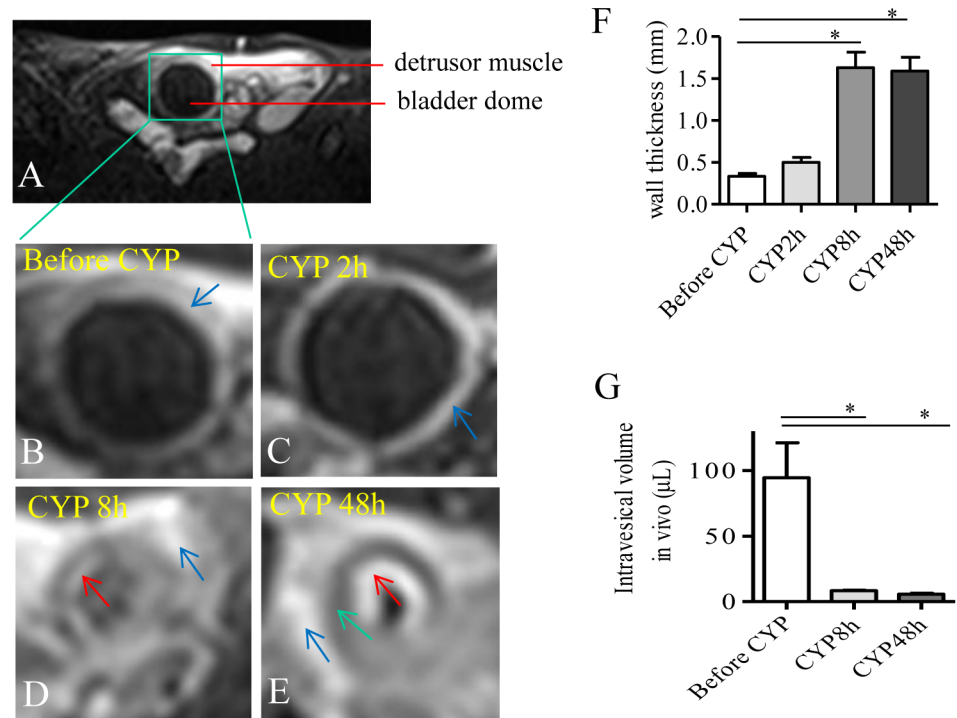 detrusor muscle
bladder dome
A
Before CYP
B
CYP 2h
C
CYP 8h
D
CYP 48h
E
F
wall thickness (mm)
2.0
1.5
1.0
0.5
0.0
*
*
Before CYP
CYP2h
CYP8h
CYP48h
G
Intravesical volume
in vivo (μL)
100
50
0
*
*
Before CYP
CYP8h
CYP48h